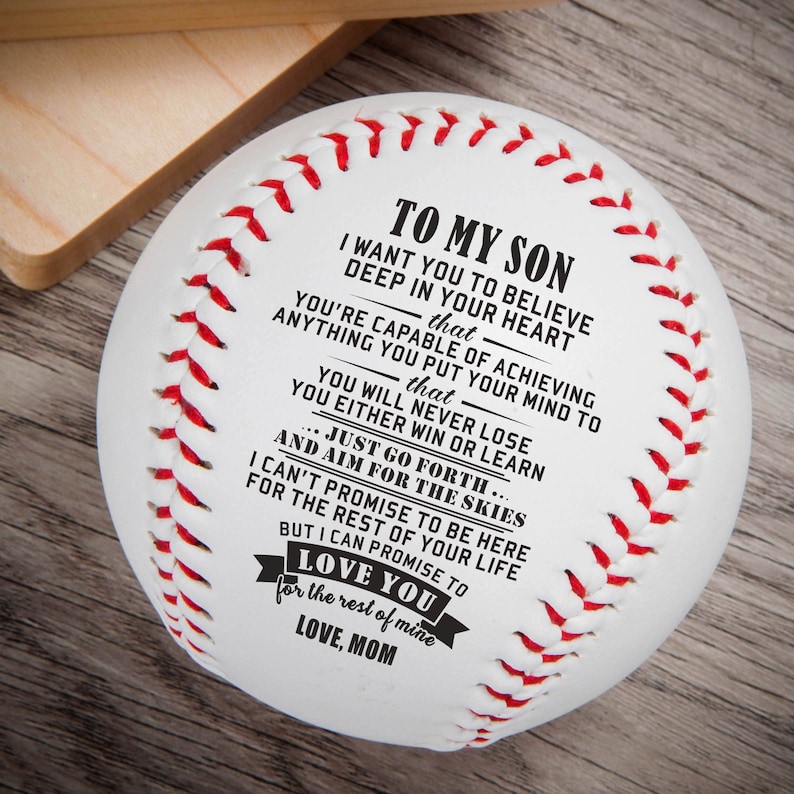 TO MY SON
I WANT YOU TO BELIEVE
DEEP IN YOUR HEART
that
YOU'RE CAPABLE OF ACHIEVING
ANYTHING YOU PUT YOUR MIND TO
that
YOU WILL NEVER LOSE
YOU EITHER WIN OR LEARN
... JUST GO FORTH ...
AND AIM FOR THE SKIES
I CAN'T PROMISE TO BE HERE
FOR THE REST OF YOUR LIFE
BUT I CAN PROMISE TO
LOVE YOU
for the rest of mine
LOVE, MOM